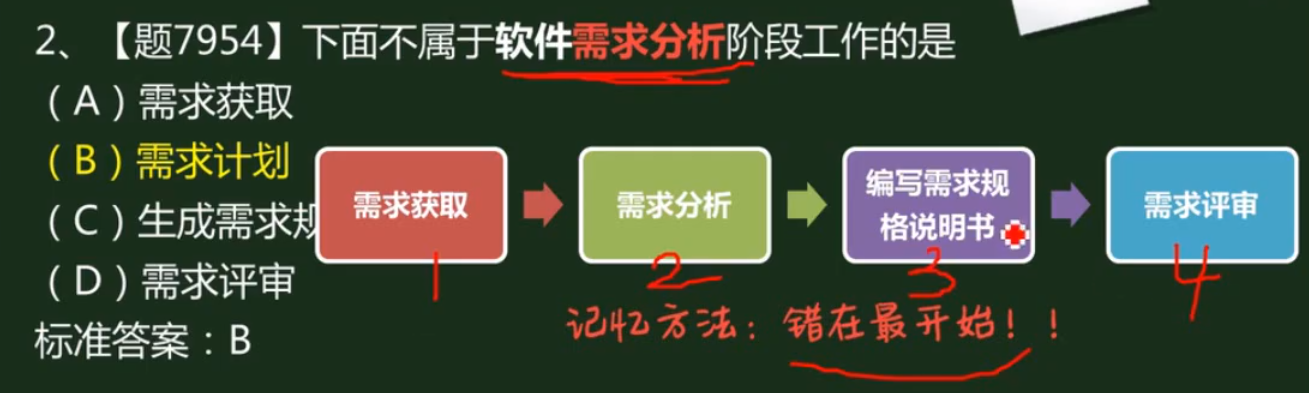 2、【题7954】下面不属于软件需求分析阶段工作的是
（A）需求获取
（B）需求计划
（C）生成需求规
（D）需求评审
标准答案：B
需求获取
需求分析
编写需求规
格说明书
需求评审
1
2
3
4
记忆方法：错在最开始！！